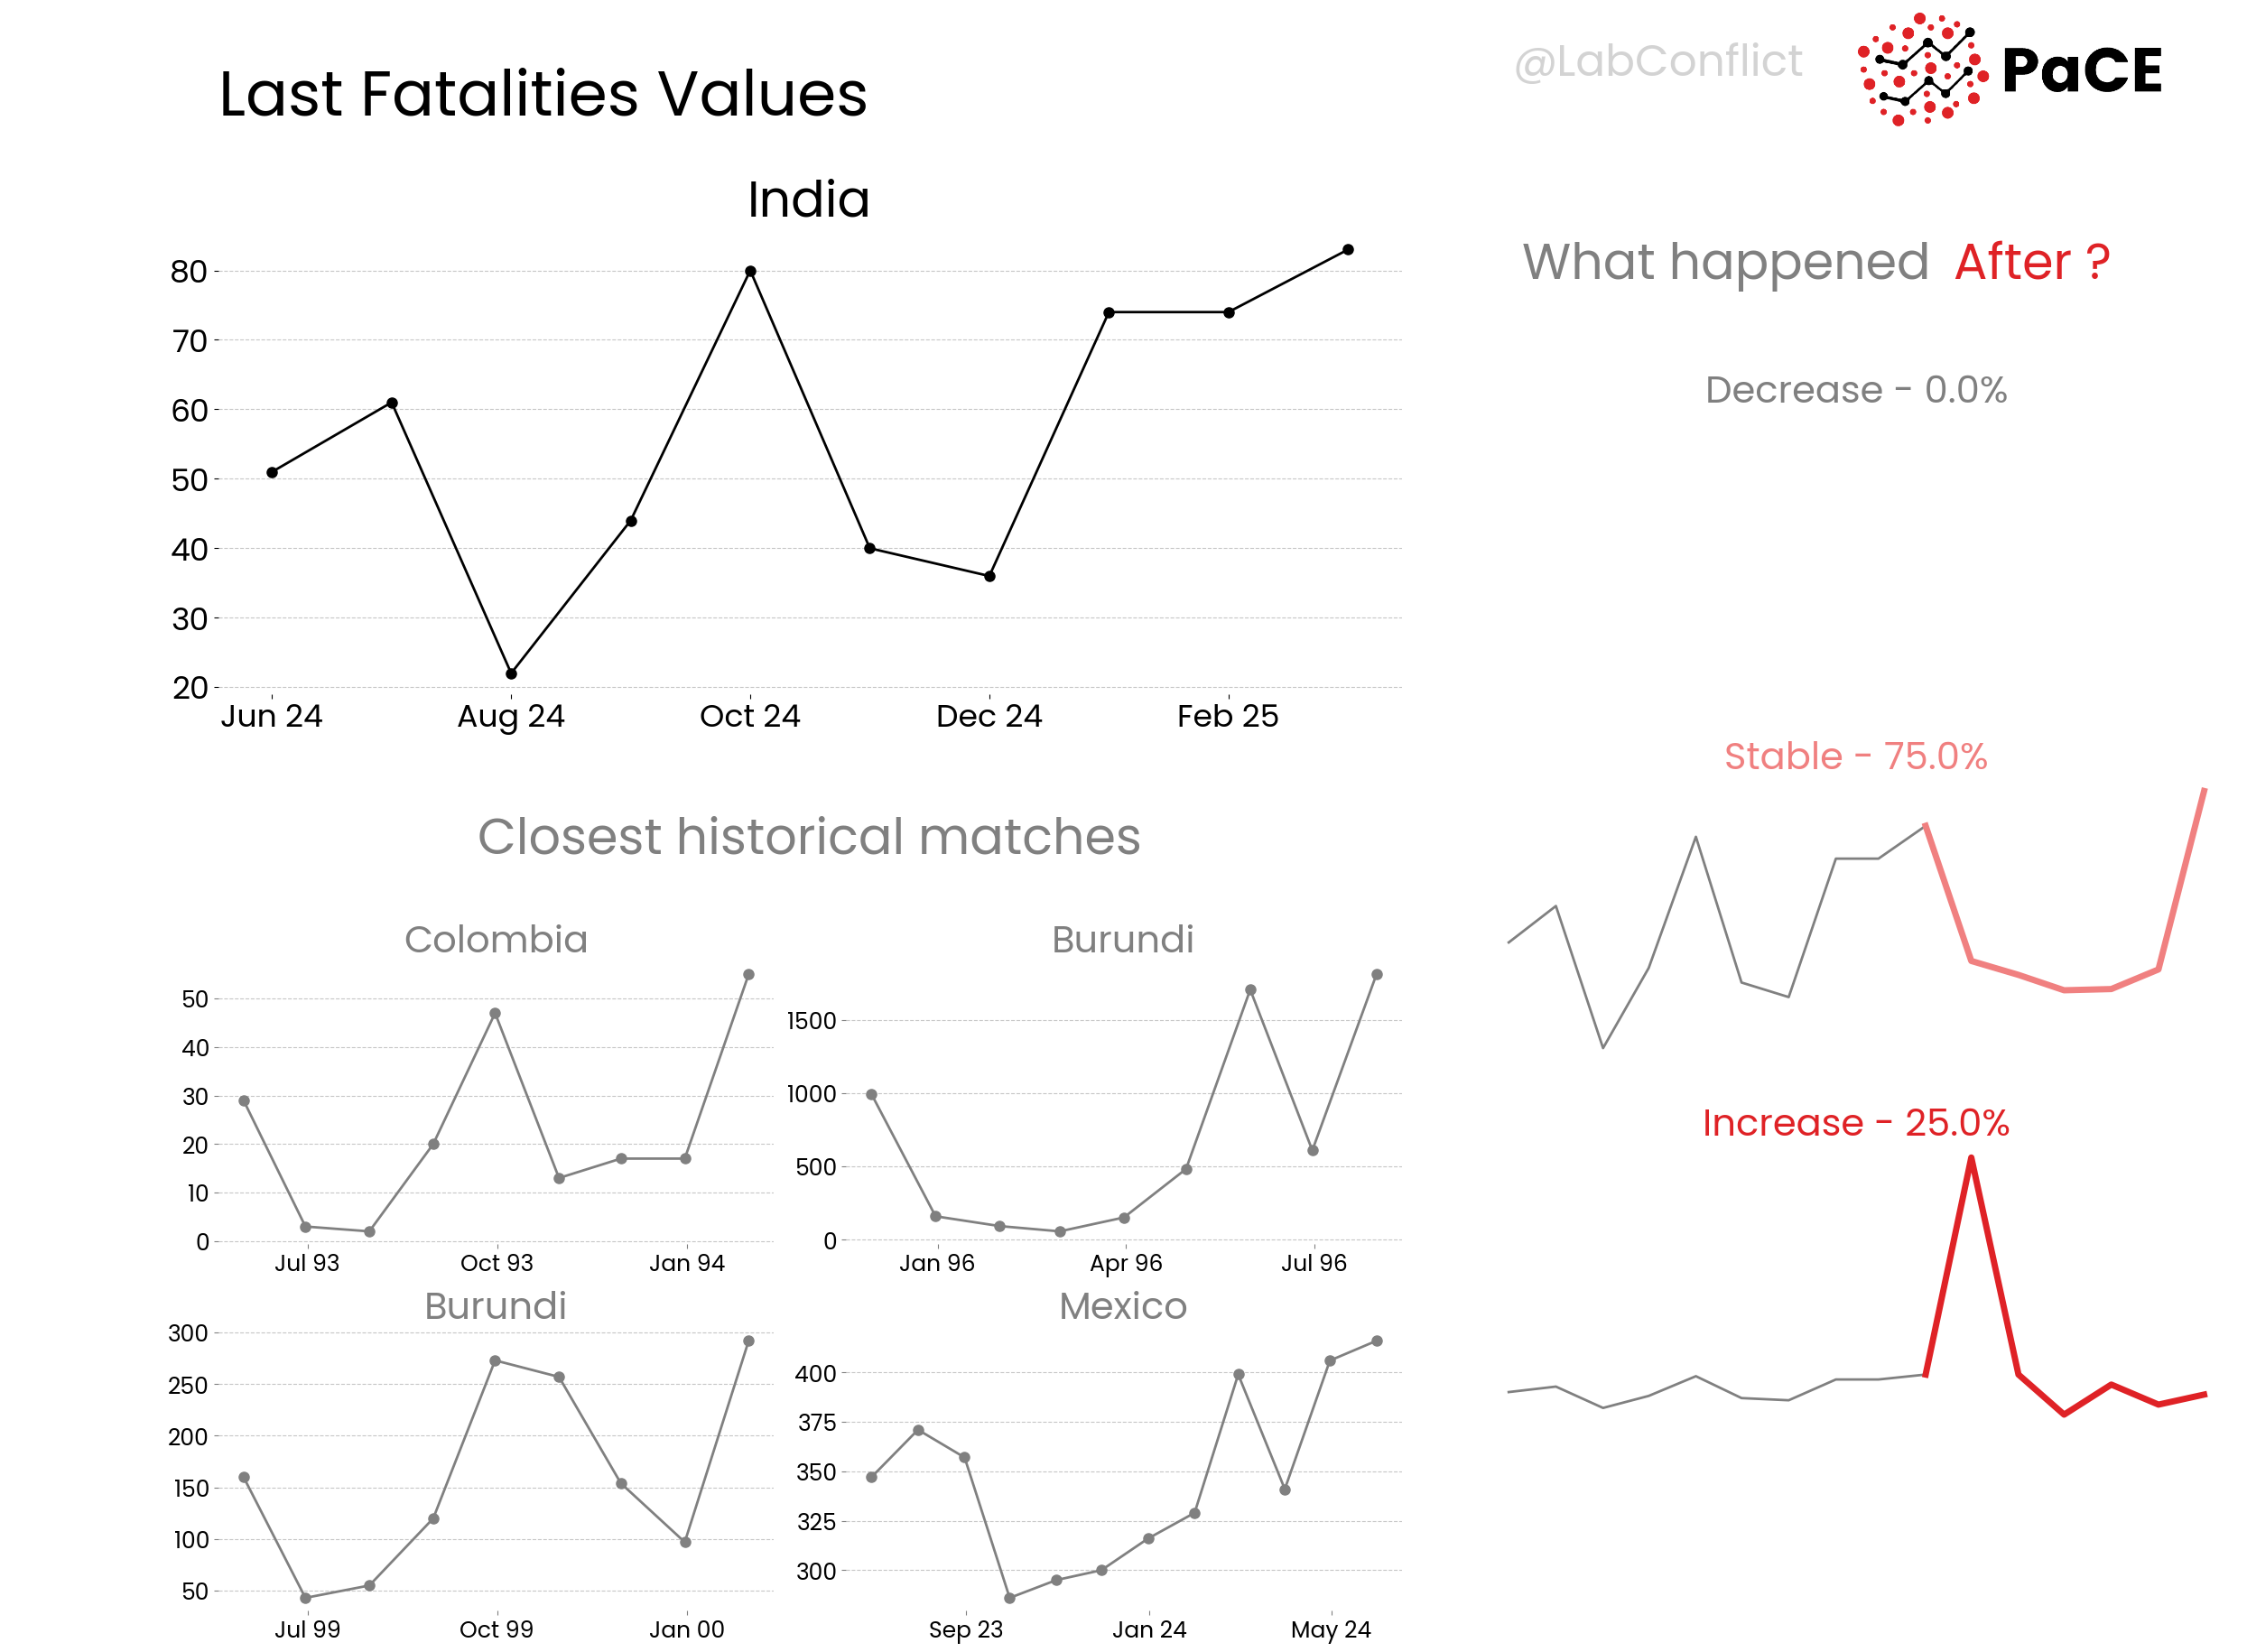 @LabConflict
PaCE
Last Fatalities Values
India
80
70
60
50
40
30
20
Jun 24 Aug 24 Oct 24 Dec 24 Feb 25
What happened After ?
Decrease - 0.0%
Stable - 75.0%
Increase - 25.0%
Closest historical matches
Colombia
50
40
30
20
10
0
Jul 93 Oct 93 Jan 94
Burundi
1500
1000
500
0
Jan 96 Apr 96 Jul 96
Burundi
300
250
200
150
100
50
Jul 99 Oct 99 Jan 00
Mexico
400
375
350
325
300
Sep 23 Jan 24 May 24